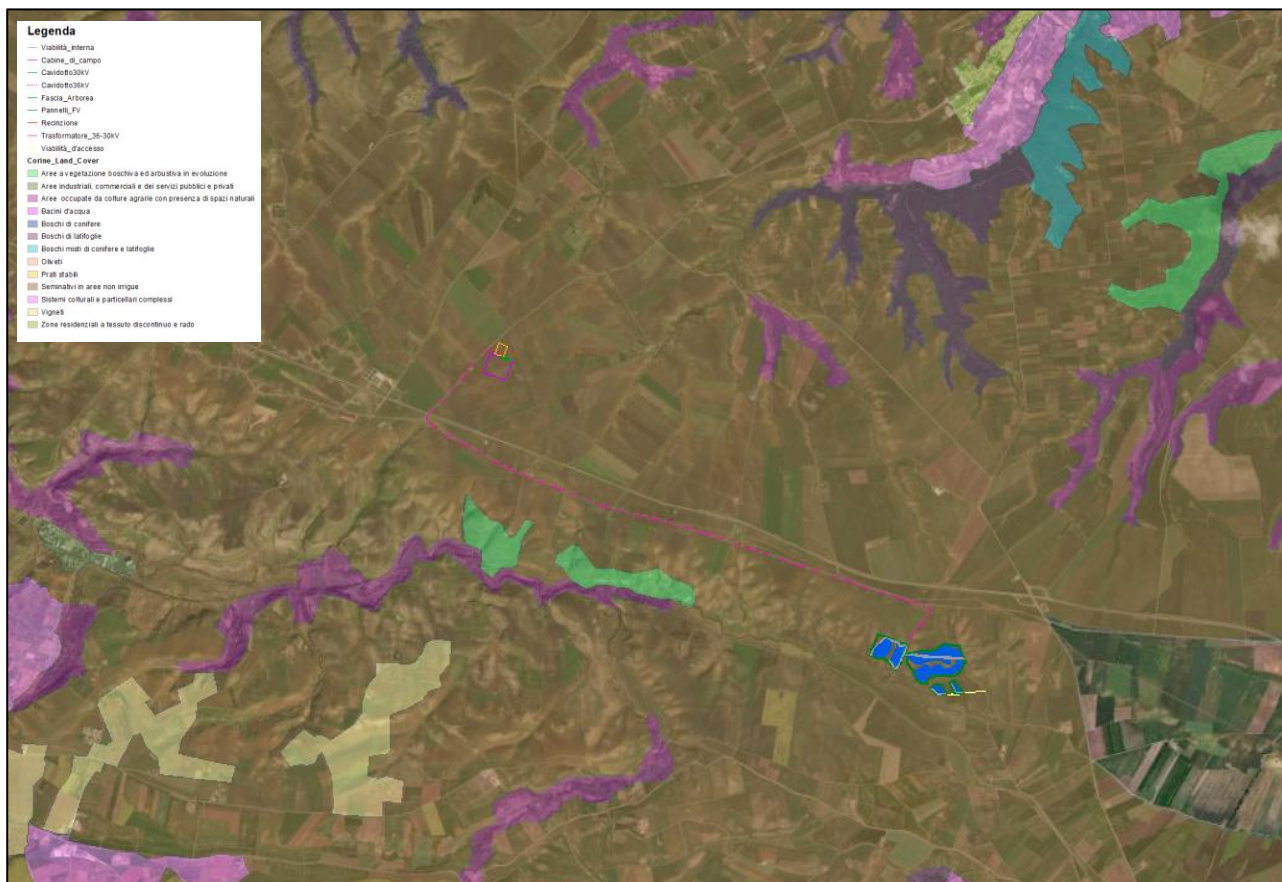 Legenda
Viabilità_interna
Cabine_di_campo
Cavidotto30kV
Cavidotto36kV
Fascia_Arborea
Pannelli_FV
Recinzione
Trasformatore_36-30kV
Viabilità_d'accesso
Corine_Land_Cover
Aree a vegetazione boschiva ed arbustiva in evoluzione
Aree industriali, commerciali e dei servizi pubblici e privati
Aree occupate da colture agrarie con presenza di spazi naturali
Bacini d'acqua
Boschi di conifere
Boschi di latifoglie
Boschi misti di conifere e latifoglie
Oliveti
Prati stabili
Seminativi in aree non irrigue
Sistemi colturali e particellari complessi
Vigneti
Zone residenziali a tessuto discontinuo e rado